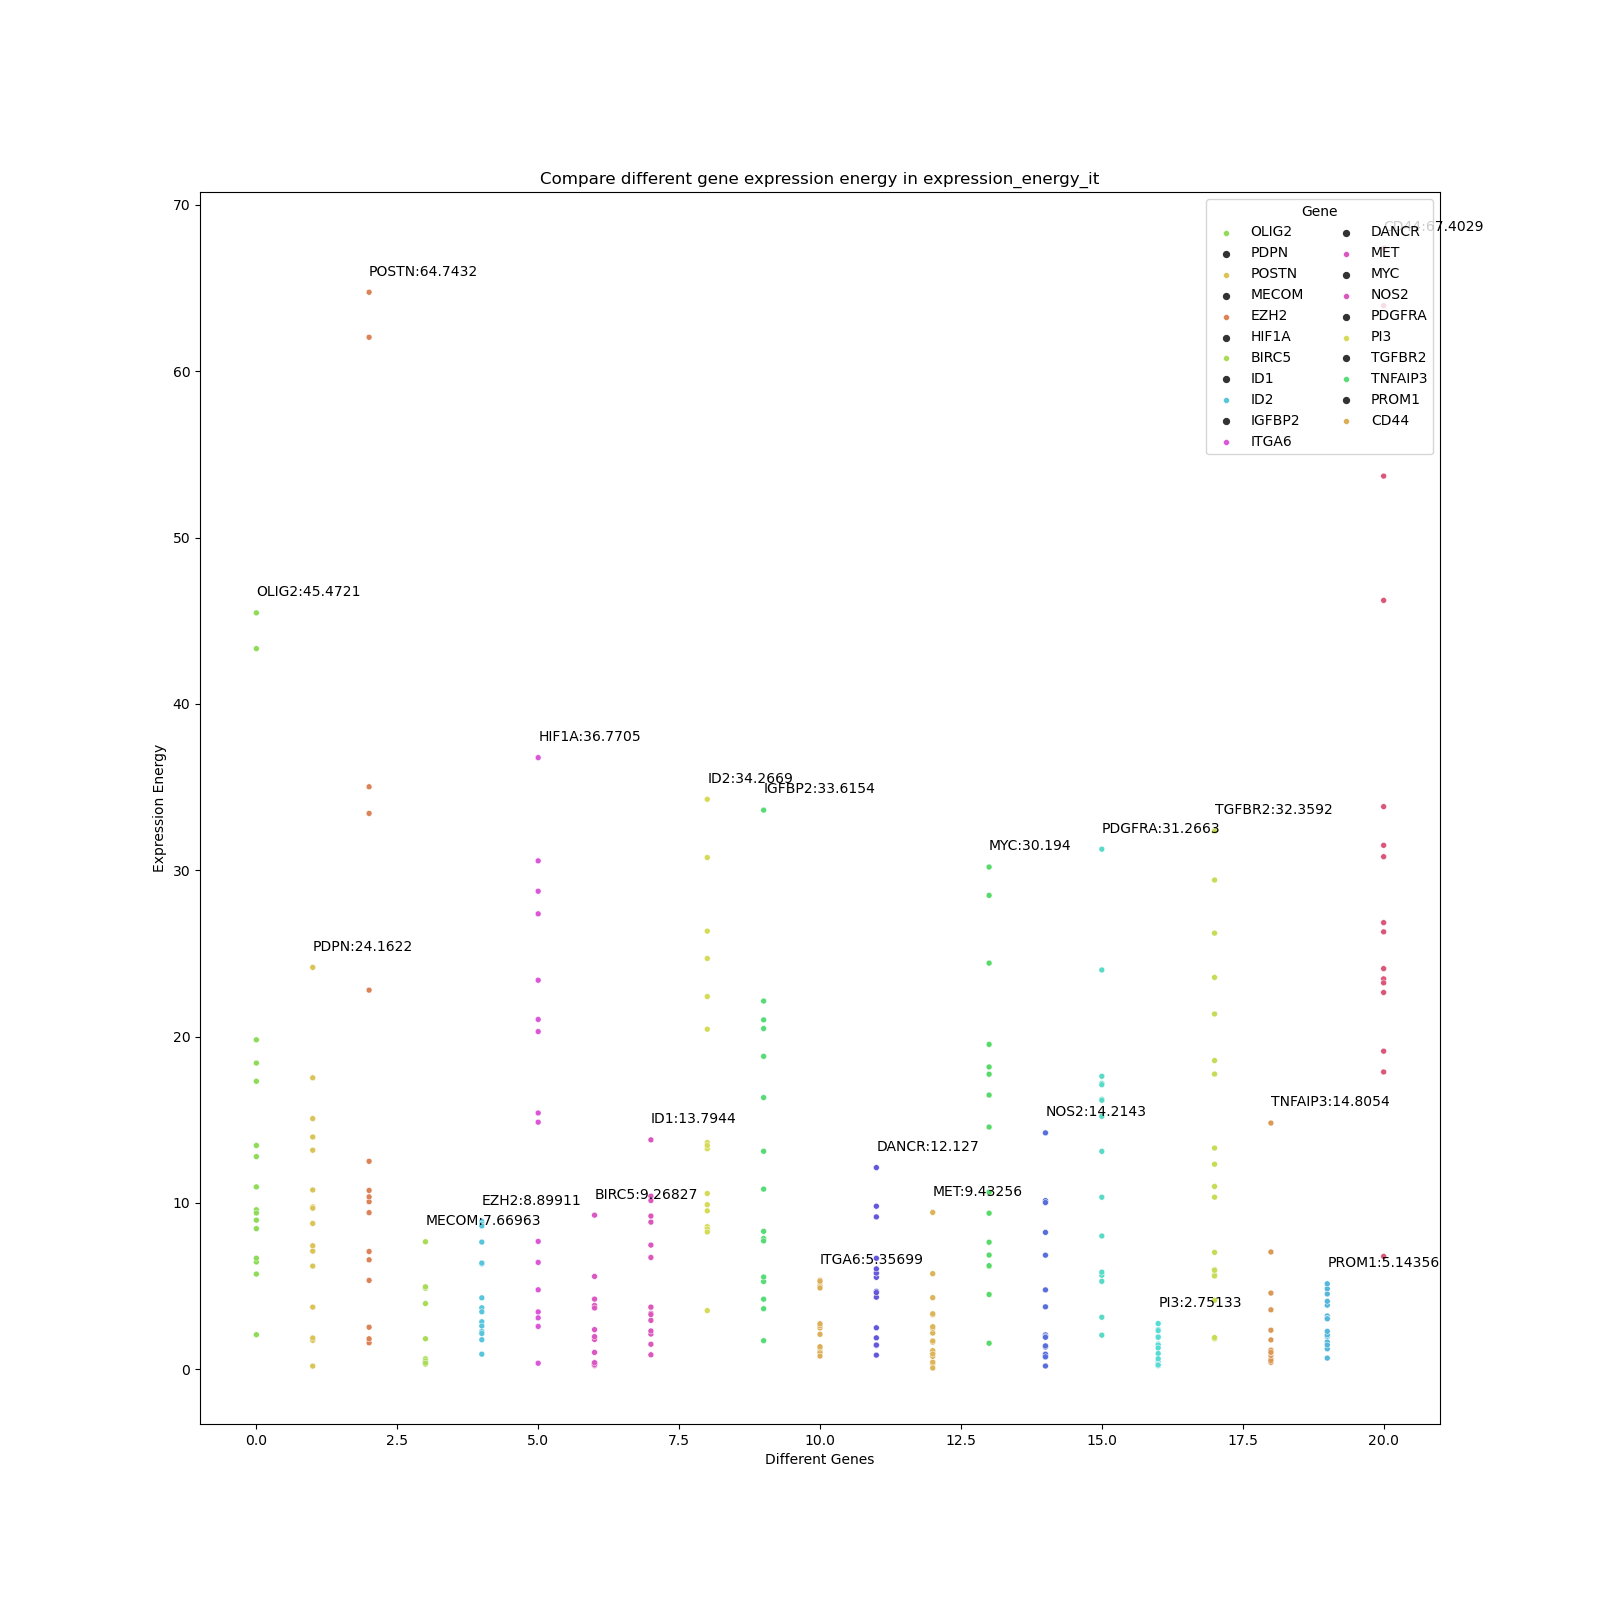 Compare different gene expression energy in expression_energy_it
70
60
50
40
30
20
10
0
Expression Energy
0.0
2.5
5.0
7.5
10.0
12.5
15.0
17.5
20.0
Different Genes
Gene
OLIG2
PDPN
POSTN
MECOM
EZH2
HIF1A
BIRC5
ID1
ID2
IGFBP2
ITGA6
DANCR
MET
MYC
NOS2
PDGFRA
PI3
TGFBR2
TNFAIP3
PROM1
CD44
CD44:67.4029
POSTN:64.7432
OLIG2:45.4721
HIF1A:36.7705
ID2:34.2669
IGFBP2:33.6154
TGFBR2:32.3592
PDGFRA:31.2663
MYC:30.194
PDPN:24.1622
TNFAIP3:14.8054
NOS2:14.2143
ID1:13.7944
DANCR:12.127
MET:9.43256
BIRC5:9.26827
EZH2:8.89911
MECOM:7.66963
ITGA6:5.35699
PROM1:5.14356
PI3:2.75133